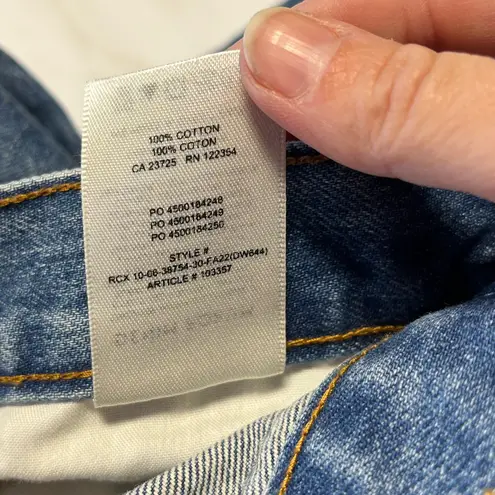 100% COTTON
100% COTON
CA 23725 RN 122354
PO 4500184248
PO 4500184249
PO 4500184250
STYLE #
RCX 10-08-38754-30-FA22(DW644)
ARTICLE # 103357